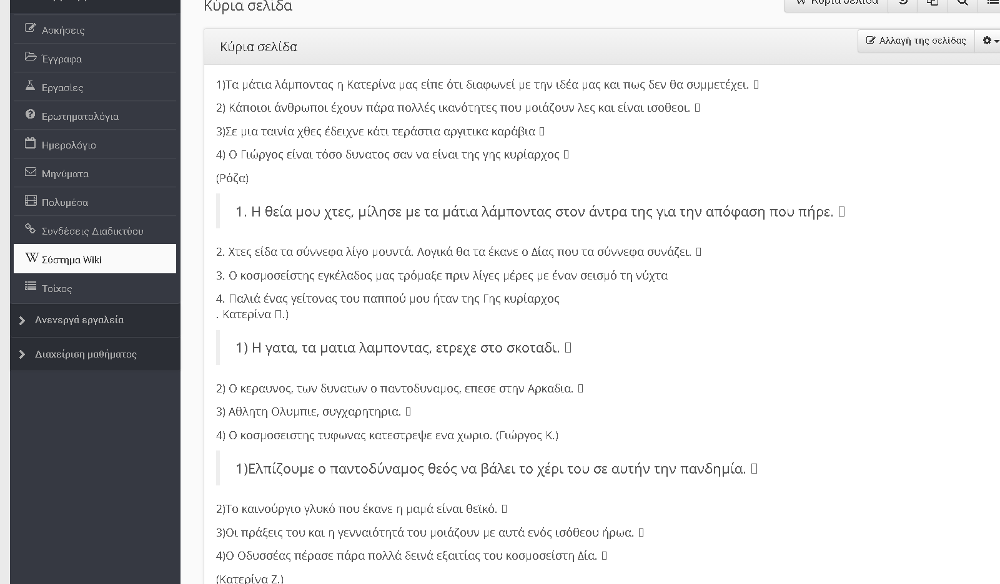 Κύρια σελίδα
Κύρια σελίδα
Ασκήσεις
Έγγραφα
Εργασίες
Ερωτηματολόγια
Ημερολόγιο
Μηνύματα
Πολυμέσα
Συνδέσεις Διαδικτύου
W Σύστημα Wiki
Τοίχος
Ανενεργά εργαλεία
Διαχείριση μαθήματος
Κύρια σελίδα
Αλλαγή της σελίδας
1)Τα μάτια λάμποντας η Κατερίνα μας είπε ότι διαφωνεί με την ιδέα μας και πως δεν θα συμμετέχει.
2) Κάποιοι άνθρωποι έχουν πάρα πολλές ικανότητες που μοιάζουν λες και είναι ισοθεοι.
3)Σε μια ταινία χθες έδειχνε κάτι τεράστια αργιτικα καράβια
4) Ο Γιώργος είναι τόσο δυνατος σαν να είναι της γης κυρίαρχος
(Ρόζα)
1. Η θεία μου χτες, μίλησε με τα μάτια λάμποντας στον άντρα της για την απόφαση που πήρε.
2. Χτες είδα τα σύννεφα λίγο μουντά. Λογικά θα τα έκανε ο Δίας που τα σύννεφα συνάζει.
3. Ο κοσμοσείστης εγκέλαδος μας τρόμαξε πριν λίγες μέρες με έναν σεισμό τη νύχτα
4. Παλιά ένας γείτονας του παππού μου ήταν της Γης κυρίαρχος
. Κατερίνα Π.)
1) Η γατα, τα ματια λαμποντας, ετρεχε στο σκοταδι.
2) Ο κεραυνος, των δυνατων ο παντοδυναμος, επεσε στην Αρκαδια.
3) Αθλητη Ολυμπιε, συγχαρητηρια.
4) Ο κοσμοσειστης τυφωνας κατεστρεψε ενα χωριο. (Γιώργος Κ.)
1)Ελπίζουμε ο παντοδύναμος θεός να βάλει το χέρι του σε αυτήν την πανδημία.
2)Το καινούργιο γλυκό που έκανε η μαμά είναι θεϊκό.
3)Οι πράξεις του και η γενναιότητά του μοιάζουν με αυτά ενός ισόθεου ήρωα.
4)Ο Οδυσσέας πέρασε πάρα πολλά δεινά εξαιτίας του κοσμοσείστη Δία.
(Κατερίνα Ζ.)